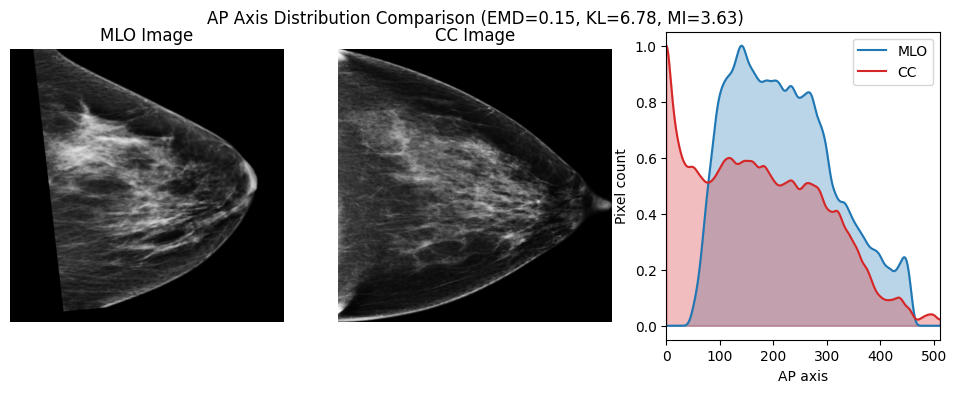 AP Axis Distribution Comparison (EMD=0.15, KL=6.78, MI=3.63)
MLO Image
CC Image
MLO
CC
1.0
0.8
0.6
0.4
0.2
0.0
Pixel count
0 100 200 300 400 500
AP axis